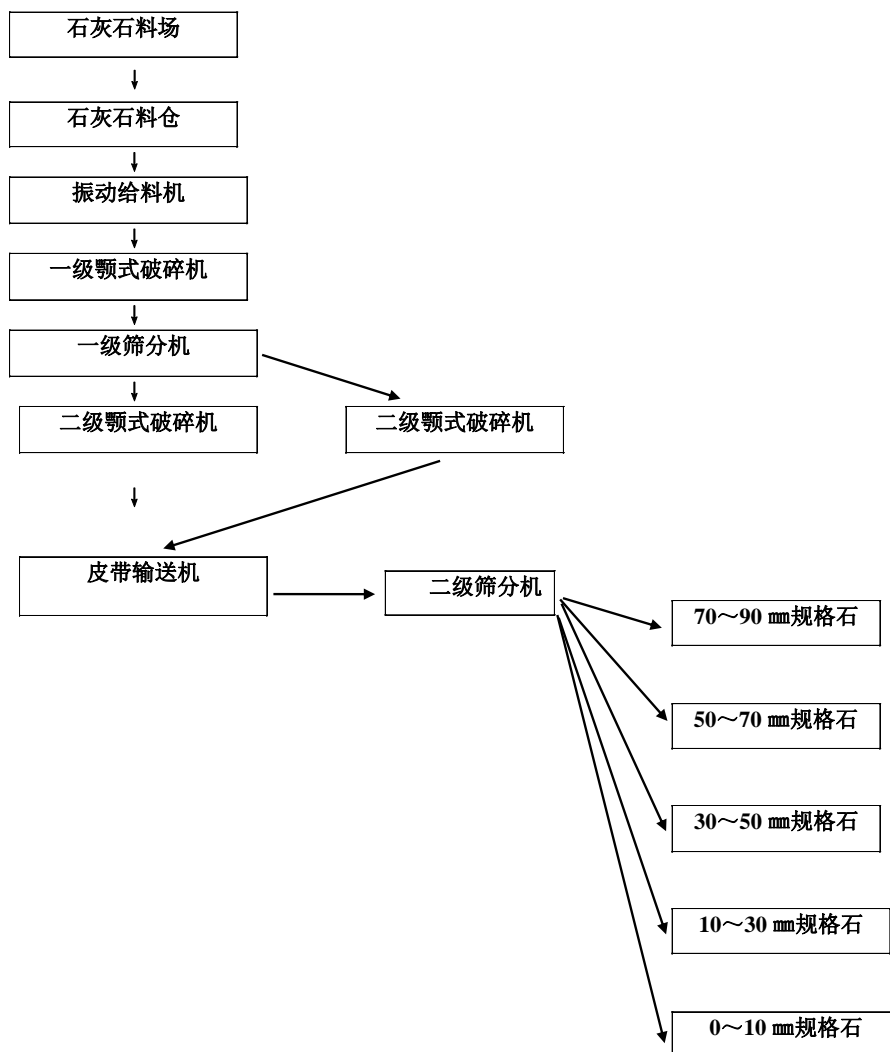 石灰石料场
石灰石料仓
振动给料机
一级颚式破碎机
一级筛分机
二级颚式破碎机
二级颚式破碎机
皮带输送机
二级筛分机
70～90 ㎜规格石
50～70 ㎜规格石
30～50 ㎜规格石
10～30 ㎜规格石
0～10 ㎜规格石